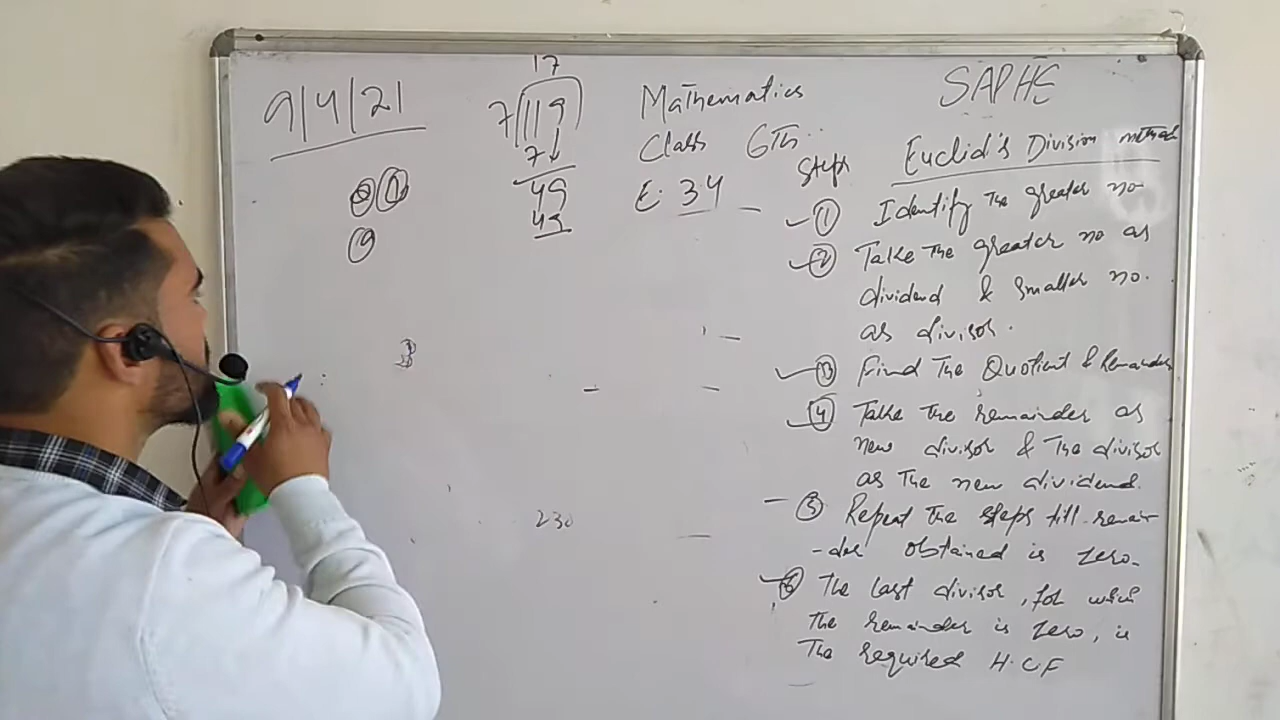 9/4/21
17
7 119
7
49
49
Mathematics
Class 6Th
E: 34
SAPHE
Steps
Euclid's Division method
① Identify The greater no
② Take The greater no as
dividend & smaller no.
as divisor.
③ Find The Quotient & Remainder
④ Take The remainder as
new divisor & The divisor
as The new dividend.
⑤ Repeat The steps till remain
-der obtained is zero.
⑥ The last divisor, for which
The remainder is zero, is
The required H.C.F
230